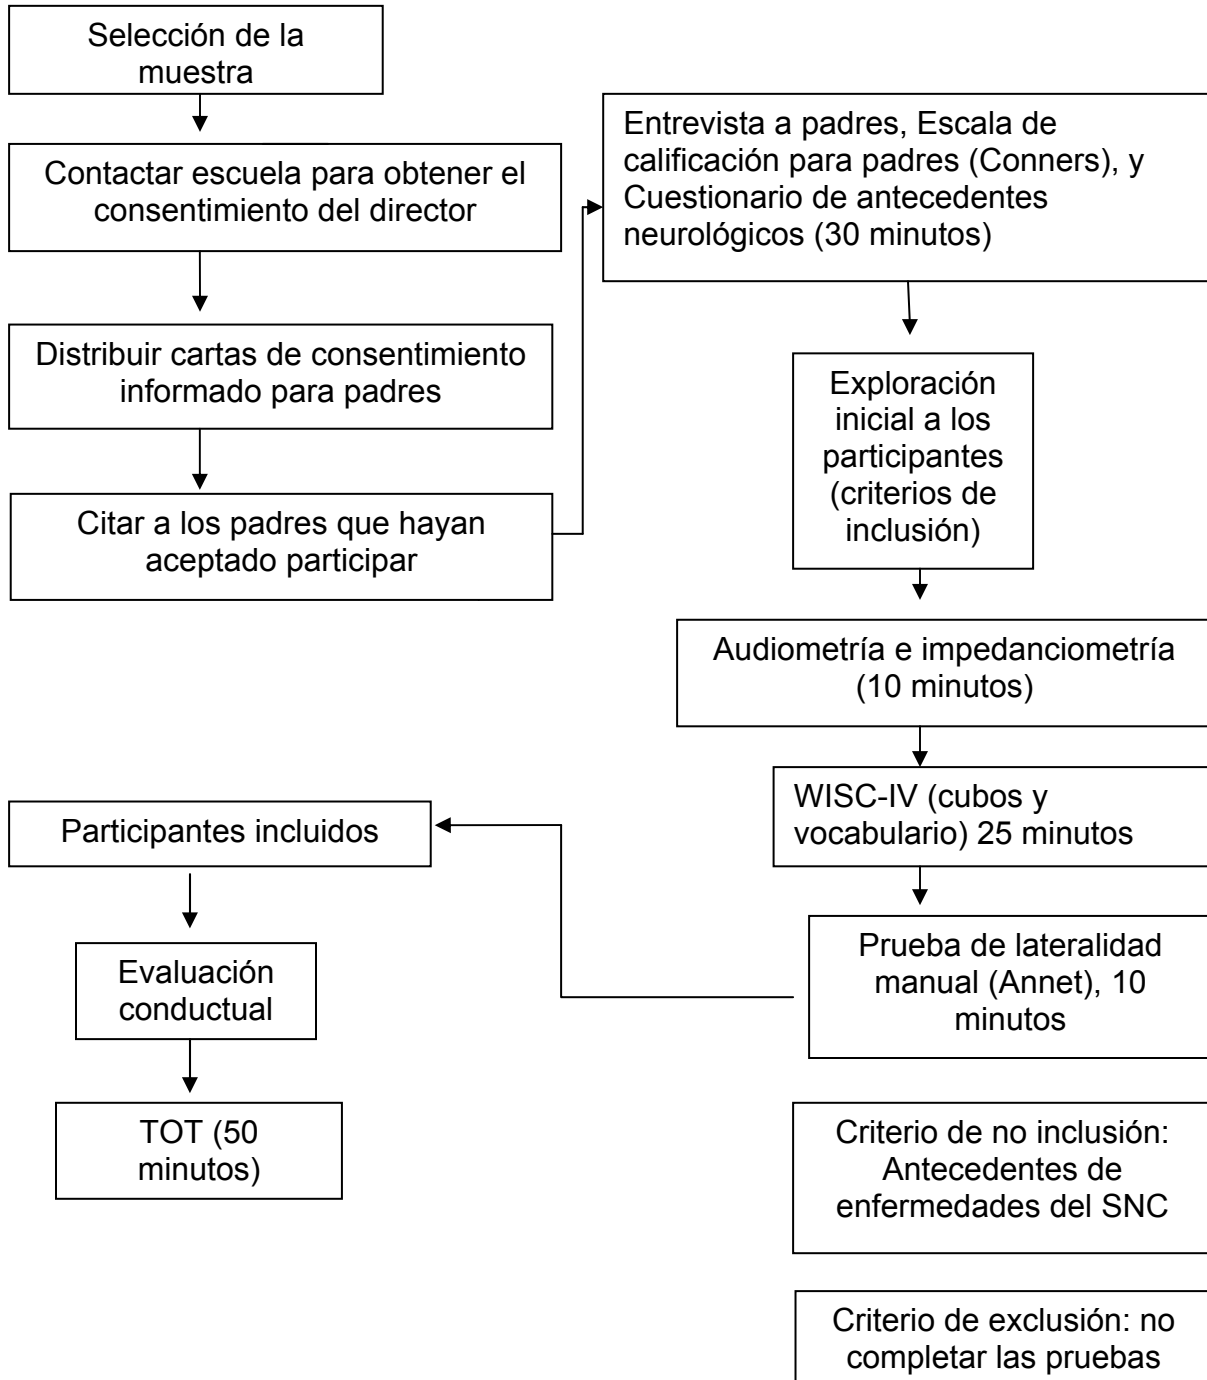 Selección de la
muestra
Contactar escuela para obtener el
consentimiento del director
Distribuir cartas de consentimiento
informado para padres
Citar a los padres que hayan
aceptado participar
Entrevista a padres, Escala de
calificación para padres (Conners), y
Cuestionario de antecedentes
neurológicos (30 minutos)
Exploración
inicial a los
participantes
(criterios de
inclusión)
Audiometría e impedanciometría
(10 minutos)
WISC-IV (cubos y
vocabulario) 25 minutos
Prueba de lateralidad
manual (Annet), 10
minutos
Participantes incluidos
Evaluación
conductual
TOT (50
minutos)
Criterio de no inclusión:
Antecedentes de
enfermedades del SNC
Criterio de exclusión: no
completar las pruebas